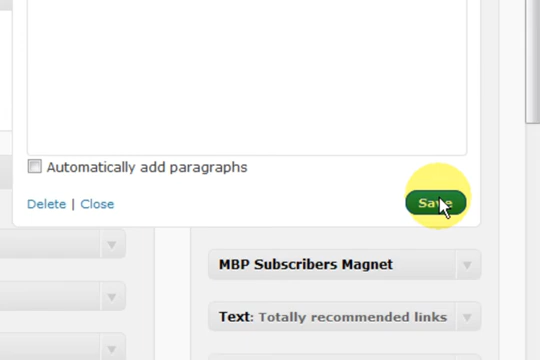 Automatically add paragraphs
Delete | Close
Save
MBP Subscribers Magnet
Text: Totally recommended links